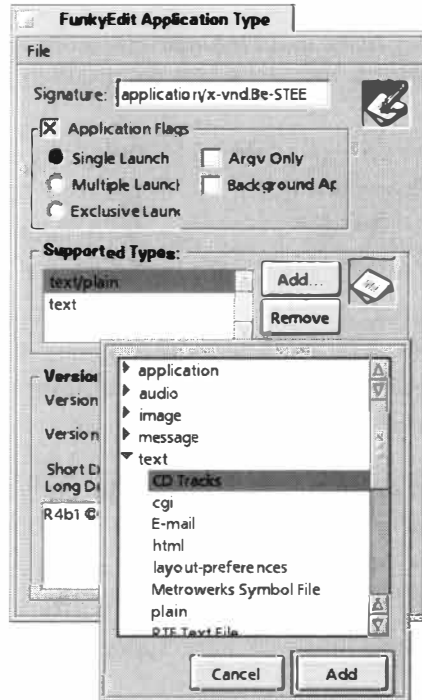 FunkyEdit Application Type
File
Signature: application/x-vnd.Be-STEE
Application Flags
Single Launch
Argv Only
Multiple Launch
Background Ap
Exclusive Laun
Supported Types:
text/plain
Add...
text
Remove
application
audio
Version
image
Version
message
text
Short D
CD Tracks
Long De
cgi
R4b1 ©
E-mail
html
layout-preferences
Metrowerks Symbol File
plain
RTF Text File
Cancel
Add